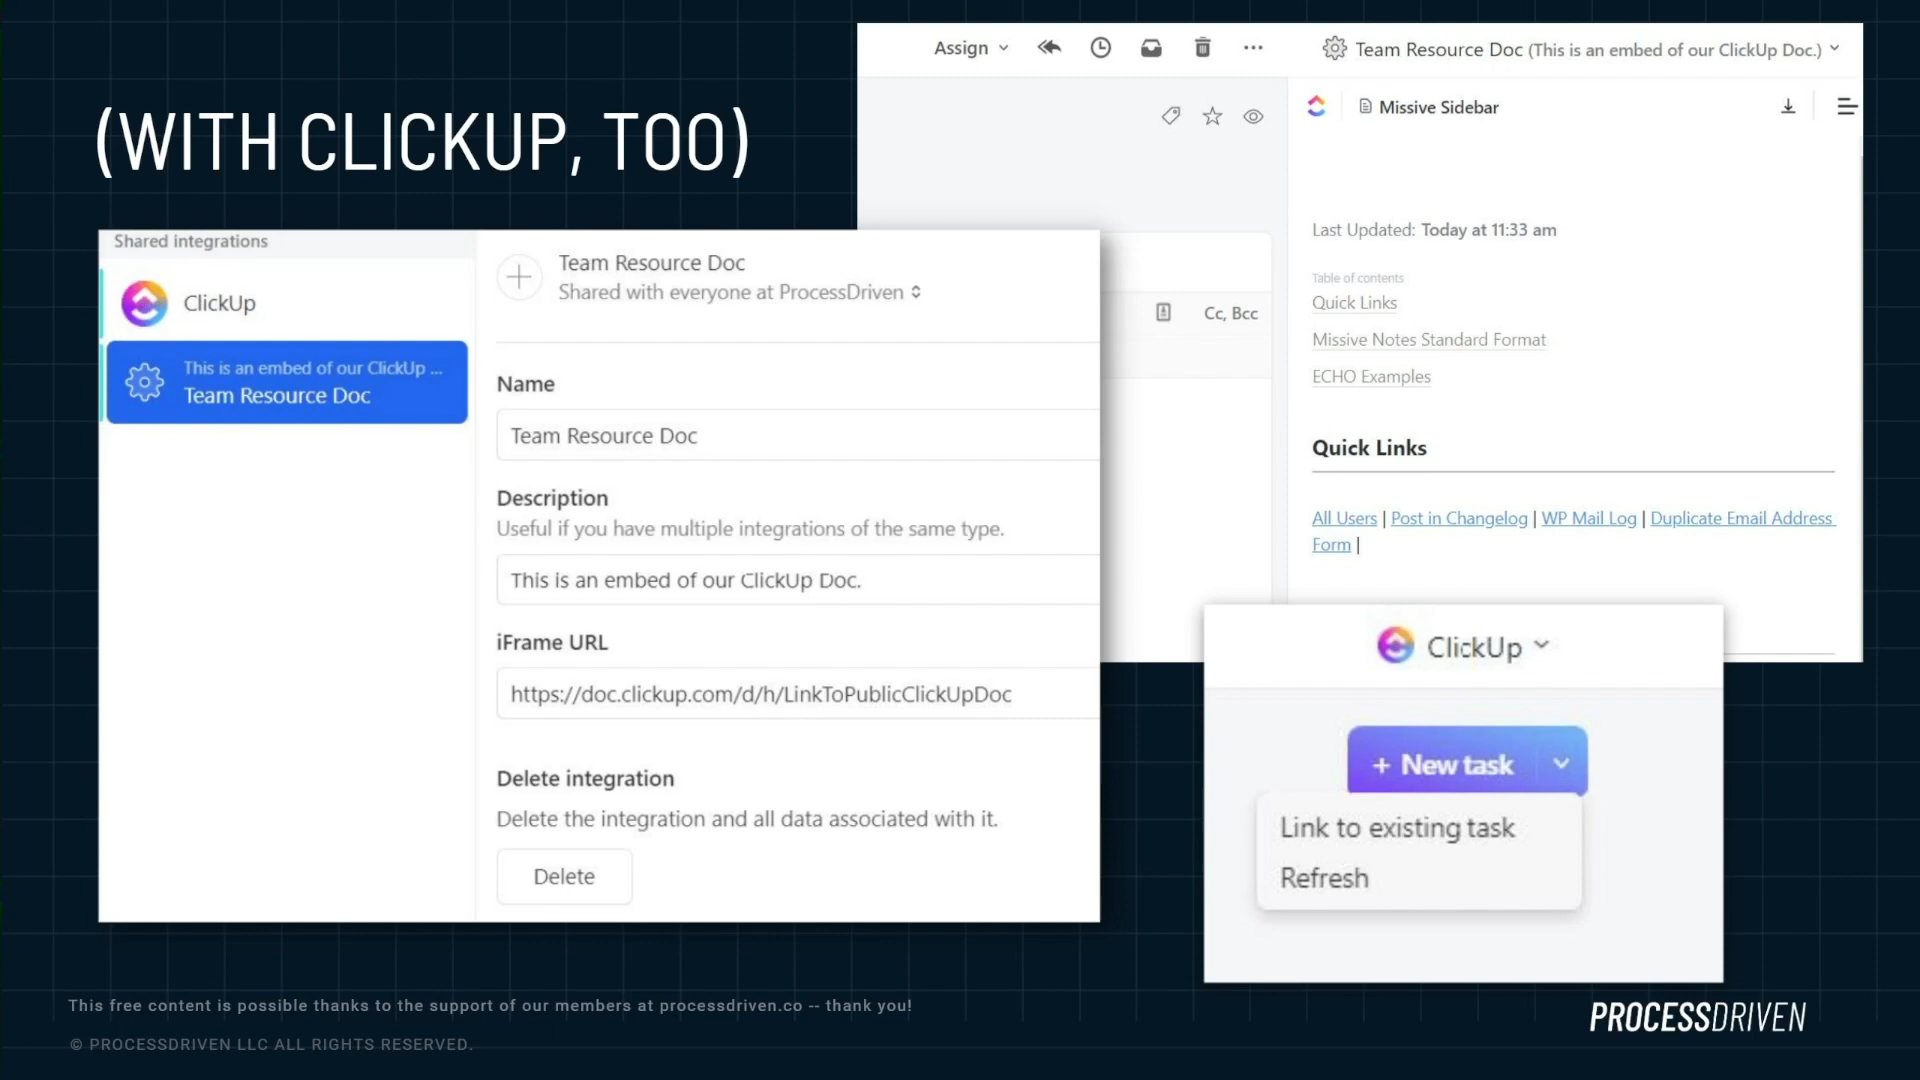 (WITH CLICKUP, TOO)
Assign
Team Resource Doc (This is an embed of our ClickUp Doc.)
Missive Sidebar
Last Updated: Today at 11:33 am
Table of contents
Quick Links
Missive Notes Standard Format
ECHO Examples
Quick Links
All Users | Post in Changelog | WP Mail Log | Duplicate Email Address
Form |
Cc, Bcc
Shared integrations
ClickUp
This is an embed of our ClickUp ...
Team Resource Doc
Team Resource Doc
Shared with everyone at ProcessDriven
Name
Team Resource Doc
Description
Useful if you have multiple integrations of the same type.
This is an embed of our ClickUp Doc.
iFrame URL
https://doc.clickup.com/d/h/LinkToPublicClickUpDoc
Delete integration
Delete the integration and all data associated with it.
Delete
ClickUp
+ New task
Link to existing task
Refresh
This free content is possible thanks to the support of our members at processdriven.co -- thank you!
© PROCESSDRIVEN LLC ALL RIGHTS RESERVED.
PROCESSDRIVEN